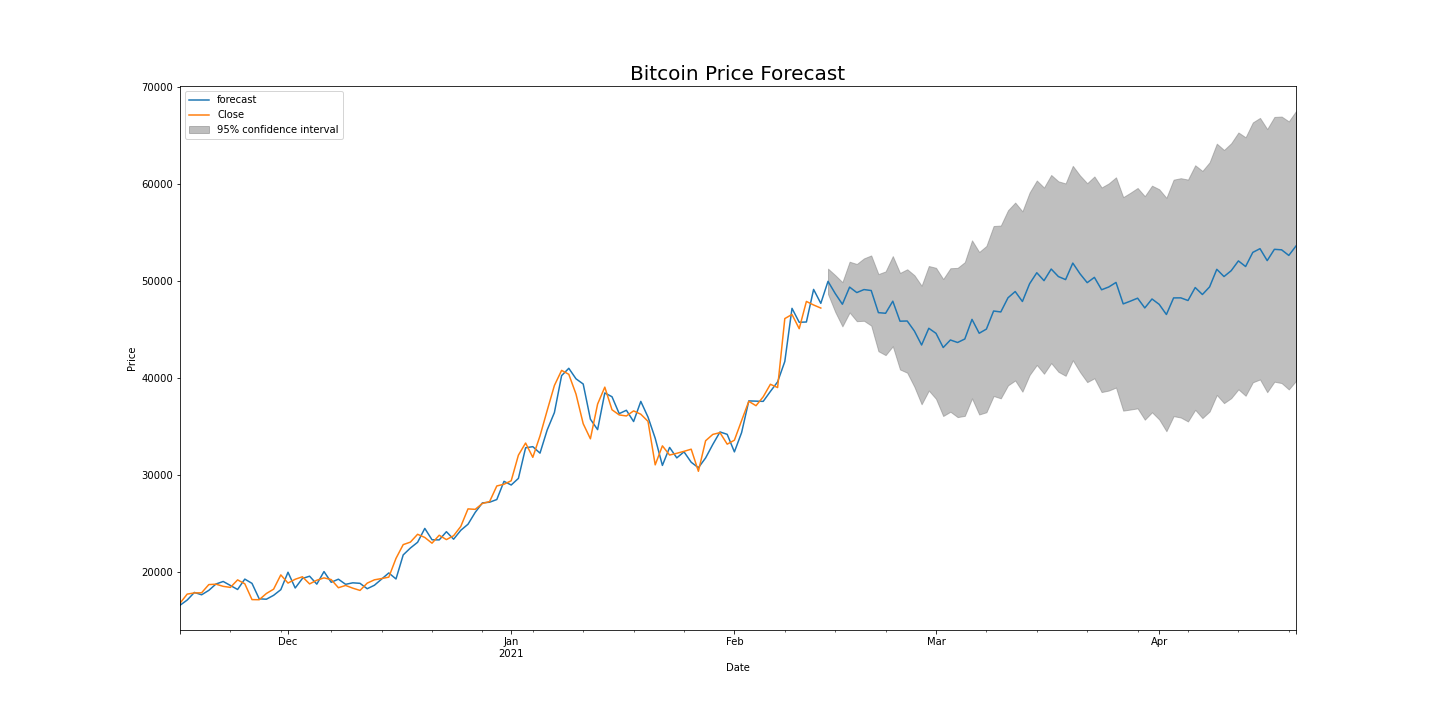 Bitcoin Price Forecast
70000
forecast
Close
95% confidence interval
60000
50000
Price
40000
30000
20000
Dec
Jan
2021
Feb
Mar
Apr
Date